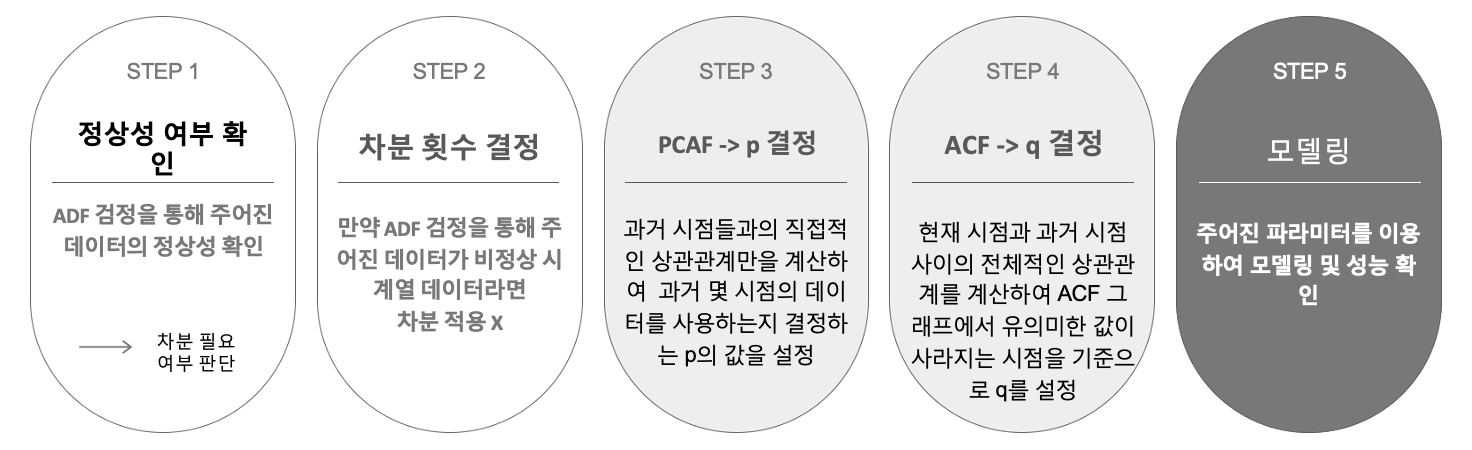 STEP 1
정상성 여부 확
인
ADF 검정을 통해 주어진
데이터의 정상성 확인
차분 필요
여부 판단
STEP 2
차분 횟수 결정
만약 ADF 검정을 통해 주
어진 데이터가 비정상 시
계열 데이터라면
차분 적용 X
STEP 3
PCAF -> p 결정
과거 시점들과의 직접적
인 상관관계만을 계산하
여 과거 몇 시점의 데이
터를 사용하는지 결정하
는 p의 값을 설정
STEP 4
ACF -> q 결정
현재 시점과 과거 시점
사이의 전체적인 상관관
계를 계산하여 ACF 그
래프에서 유의미한 값이
사라지는 시점을 기준으
로 q를 설정
STEP 5
모델링
주어진 파라미터를 이용
하여 모델링 및 성능 확
인